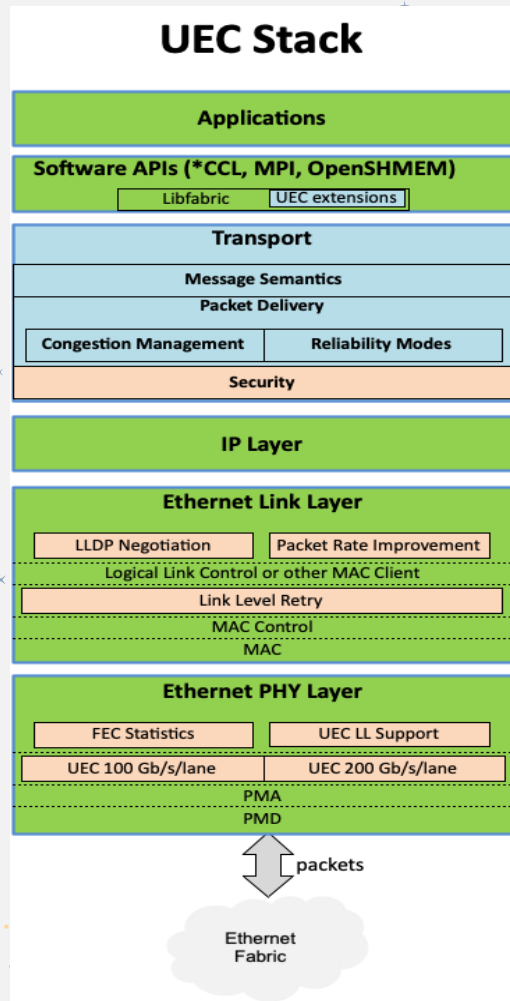 UEC Stack
Applications
Software APIs (*CCL, MPI, OpenSHMEM)
Libfabric
UEC extensions
Transport
Message Semantics
Packet Delivery
Congestion Management
Reliability Modes
Security
IP Layer
Ethernet Link Layer
LLDP Negotiation
Packet Rate Improvement
Logical Link Control or other MAC Client
Link Level Retry
MAC Control
MAC
Ethernet PHY Layer
FEC Statistics
UEC LL Support
UEC 100 Gb/s/lane
UEC 200 Gb/s/lane
PMA
PMD
packets
Ethernet
Fabric